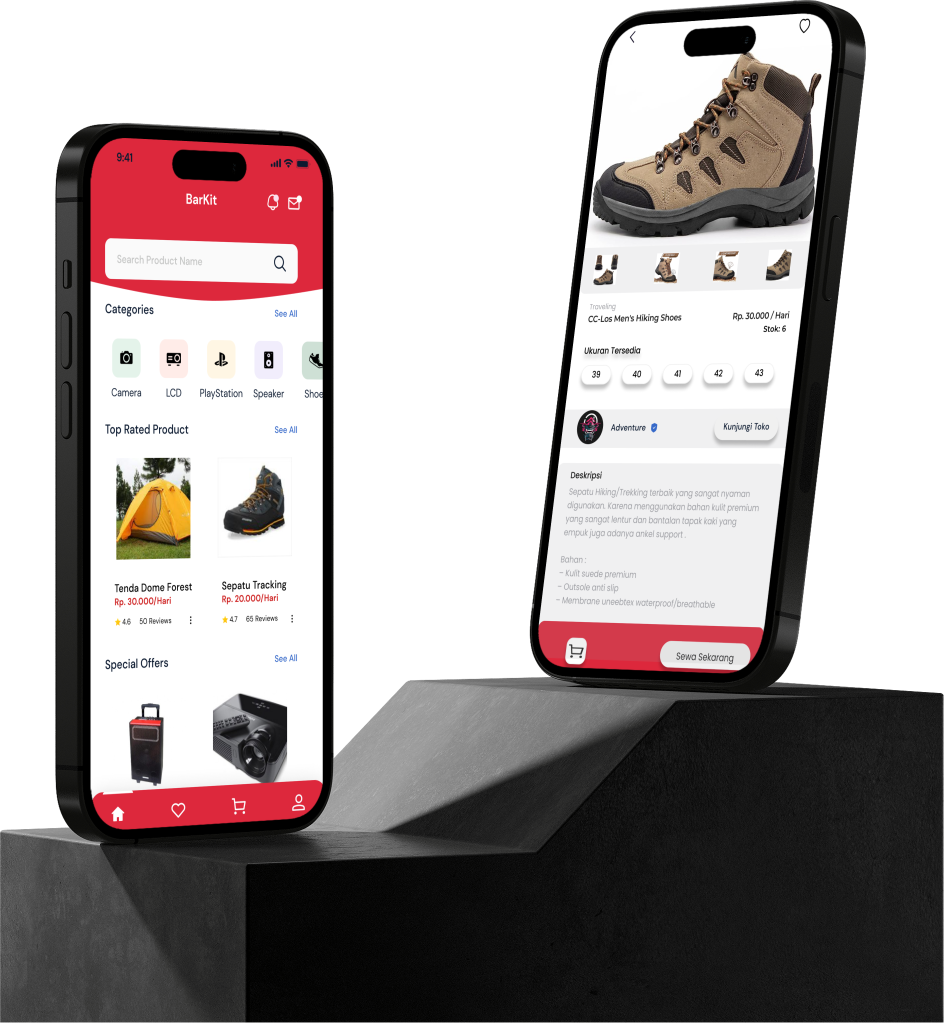 9:41
BarKit
Search Product Name
Categories
See All
Camera
LCD
PlayStation
Speaker
Shoe
Top Rated Product
See All
Tenda Dome Forest
Rp. 30.000/Hari
4.6
50 Reviews
Sepatu Tracking
Rp. 20.000/Hari
4.7
65 Reviews
Special Offers
See All
Traveling
CC-Los Men's Hiking Shoes
Rp. 30.000 / Hari
Stok: 6
Ukuran Tersedia
39
40
41
42
43
Adventure
Kunjungi Toko
Deskripsi
Sepatu Hiking/Trekking terbaik yang sangat nyaman
digunakan. Karena menggunakan bahan kulit premium
yang sangat lentur dan bantalan tapak kaki yang
empuk juga adanya ankel support .
Bahan :
– Kulit suede premium
– Outsole anti slip
– Membrane uneebtex waterproof/breathable
Sewa Sekarang